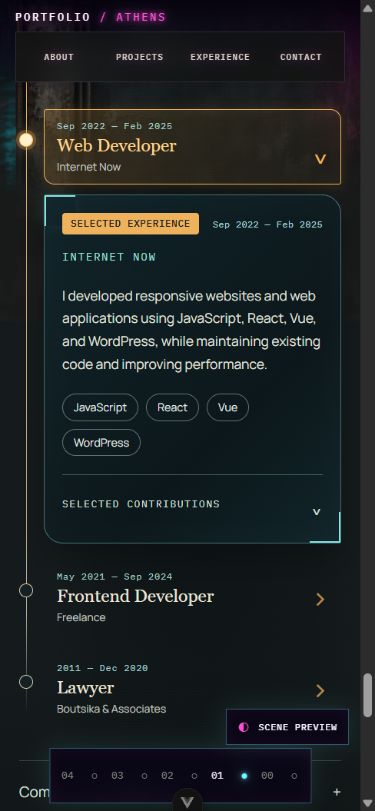 PORTFOLIO / ATHENS
ABOUT PROJECTS EXPERIENCE CONTACT
Sep 2022 — Feb 2025
Web Developer
Internet Now
SELECTED EXPERIENCE Sep 2022 — Feb 2025
INTERNET NOW
I developed responsive websites and web
applications using JavaScript, React, Vue,
and WordPress, while maintaining existing
code and improving performance.
JavaScript React Vue
WordPress
SELECTED CONTRIBUTIONS
May 2021 — Sep 2024
Frontend Developer
Freelance
2011 — Dec 2020
Lawyer
Boutsika & Associates
SCENE PREVIEW
04 03 02 01 00
Com +